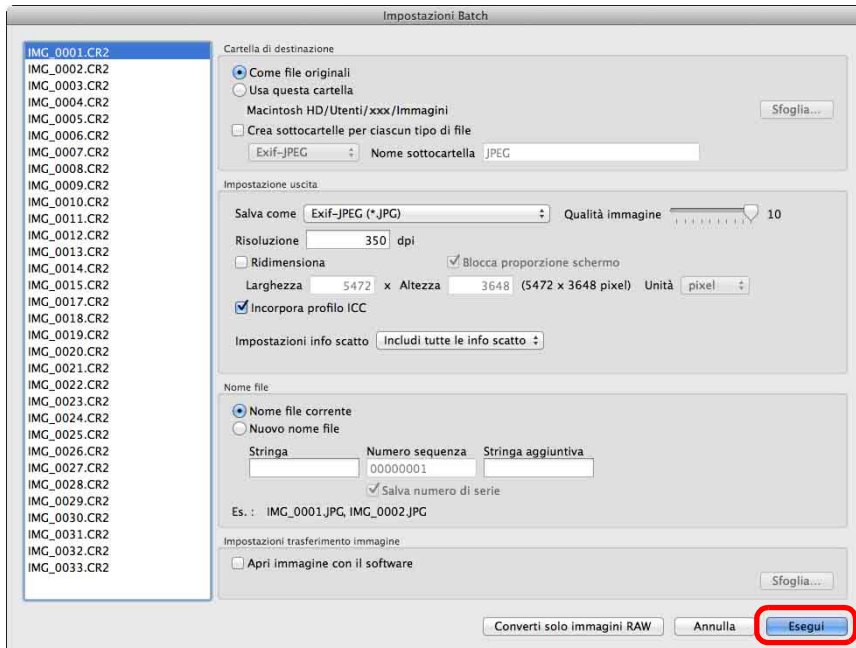 Impostazioni Batch
IMG_0001.CR2
IMG_0002.CR2
IMG_0003.CR2
IMG_0004.CR2
IMG_0005.CR2
IMG_0006.CR2
IMG_0007.CR2
IMG_0008.CR2
IMG_0009.CR2
IMG_0010.CR2
IMG_0011.CR2
IMG_0012.CR2
IMG_0013.CR2
IMG_0014.CR2
IMG_0015.CR2
IMG_0017.CR2
IMG_0018.CR2
IMG_0019.CR2
IMG_0020.CR2
IMG_0021.CR2
IMG_0022.CR2
IMG_0023.CR2
IMG_0024.CR2
IMG_0025.CR2
IMG_0026.CR2
IMG_0027.CR2
IMG_0028.CR2
IMG_0029.CR2
IMG_0030.CR2
IMG_0031.CR2
IMG_0032.CR2
IMG_0033.CR2
Cartella di destinazione
Come file originali
Usa questa cartella
Macintosh HD/Utenti/xxx/Immagini Sfoglia...
Crea sottocartelle per ciascun tipo di file
Exif-JPEG Nome sottocartella JPEG
Impostazione uscita
Salva come Exif-JPEG (*.JPG) Qualità immagine 10
Risoluzione 350 dpi
Ridimensiona Blocca proporzione schermo
Larghezza 5472 x Altezza 3648 (5472 x 3648 pixel) Unità pixel
Incorpora profilo ICC
Impostazioni info scatto Includi tutte le info scatto
Nome file
Nome file corrente
Nuovo nome file
Stringa Numero sequenza Stringa aggiuntiva
00000001
Salva numero di serie
Es. : IMG_0001.JPG, IMG_0002.JPG
Impostazioni trasferimento immagine
Apri immagine con il software
Sfoglia...
Converti solo immagini RAW Annulla Esegui